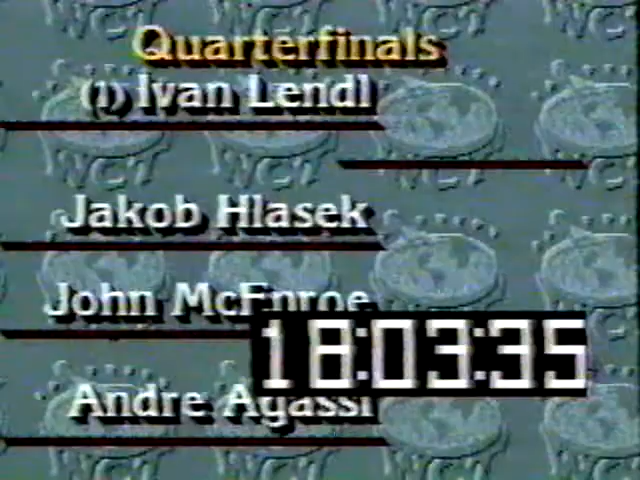 Quarterfinals
(1) Ivan Lendl
Jakob Hlasek
John McEnroe
18:03:35
Andre Agassi